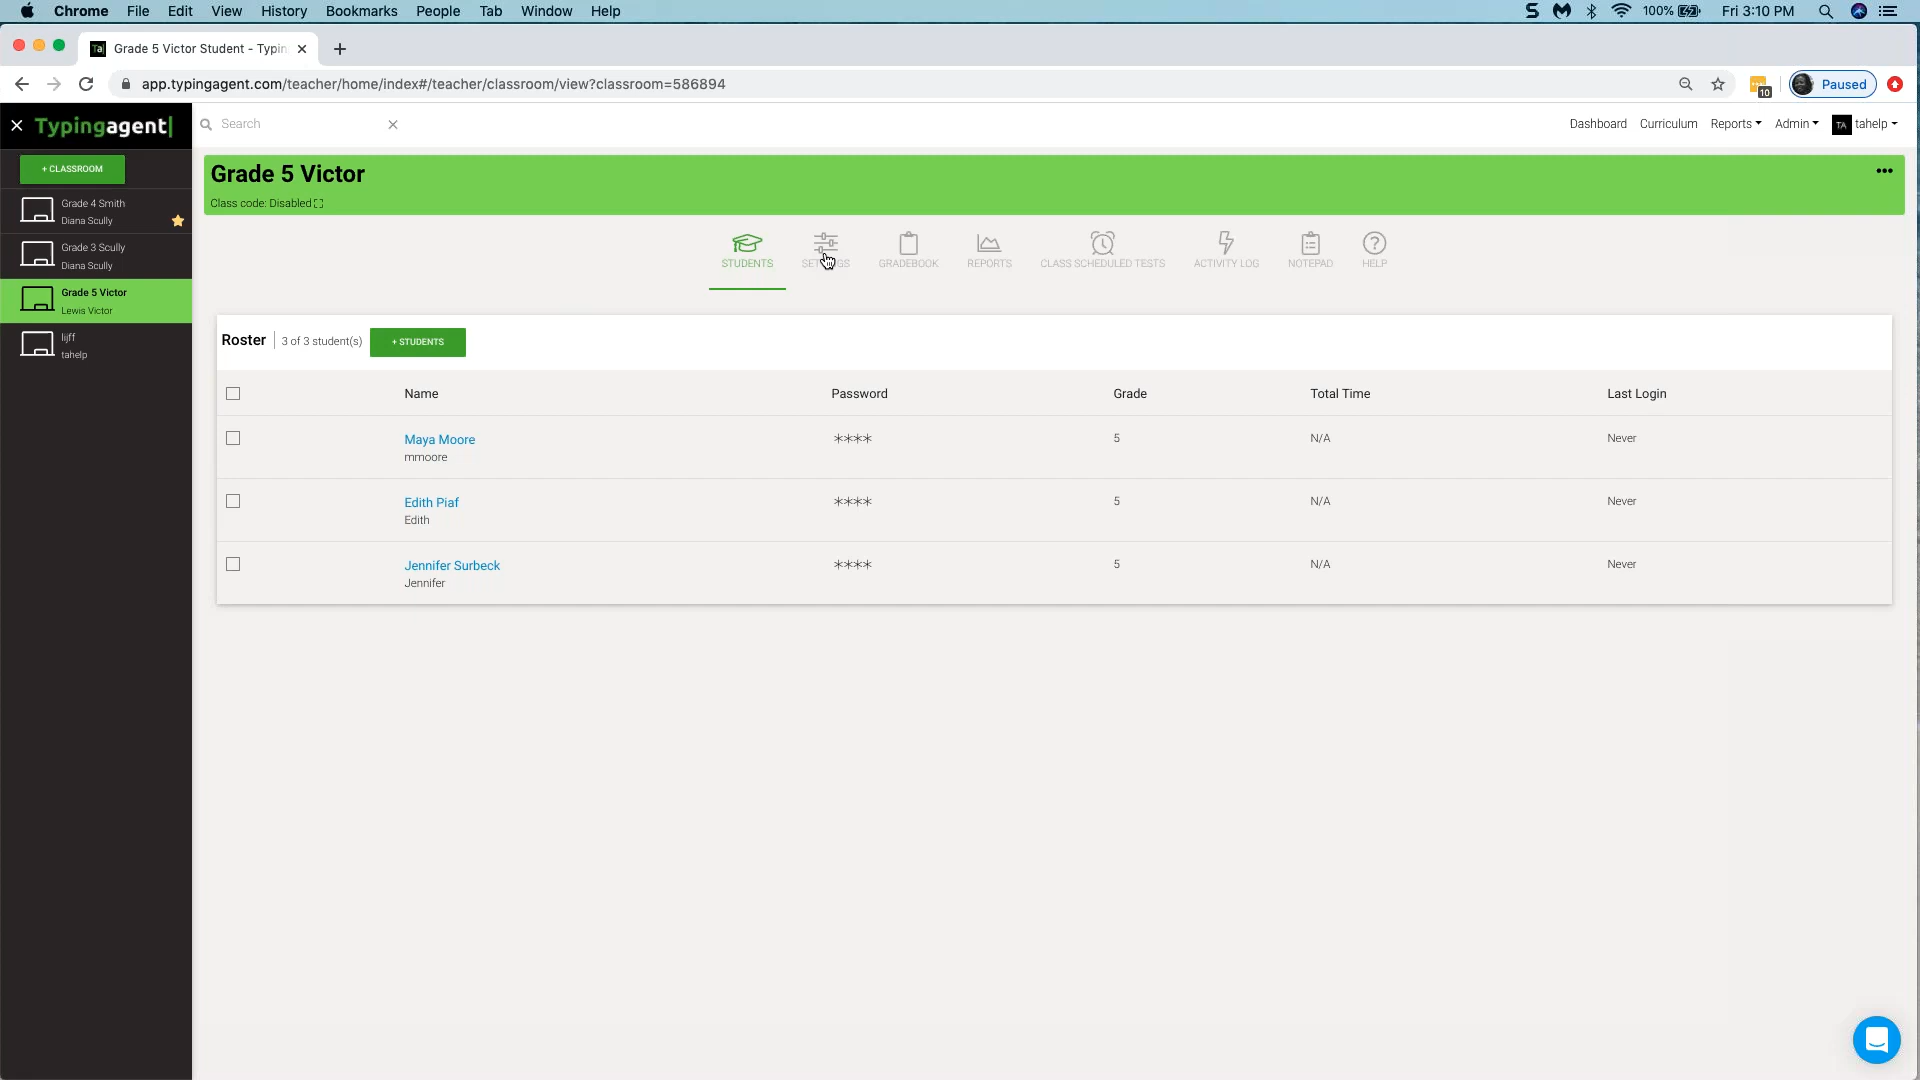 Chrome File Edit View History Bookmarks People Tab Window Help 100% Fri 3:10 PM
Ta Grade 5 Victor Student - Typin
app.typingagent.com/teacher/home/index#/teacher/classroom/view?classroom=586894 10 Paused
Typingagent Search Dashboard Curriculum Reports Admin TA tahelp
+ CLASSROOM
Grade 4 Smith
Diana Scully
Grade 3 Scully
Diana Scully
Grade 5 Victor
Lewis Victor
lijff
tahelp
Grade 5 Victor
Class code: Disabled
STUDENTS GRADEBOOK REPORTS CLASS SCHEDULED TESTS ACTIVITY LOG NOTEPAD HELP
Roster 3 of 3 student(s) + STUDENTS
Name Password Grade Total Time Last Login
Maya Moore **** 5 N/A Never
mmoore
Edith Piaf **** 5 N/A Never
Edith
Jennifer Surbeck **** 5 N/A Never
Jennifer